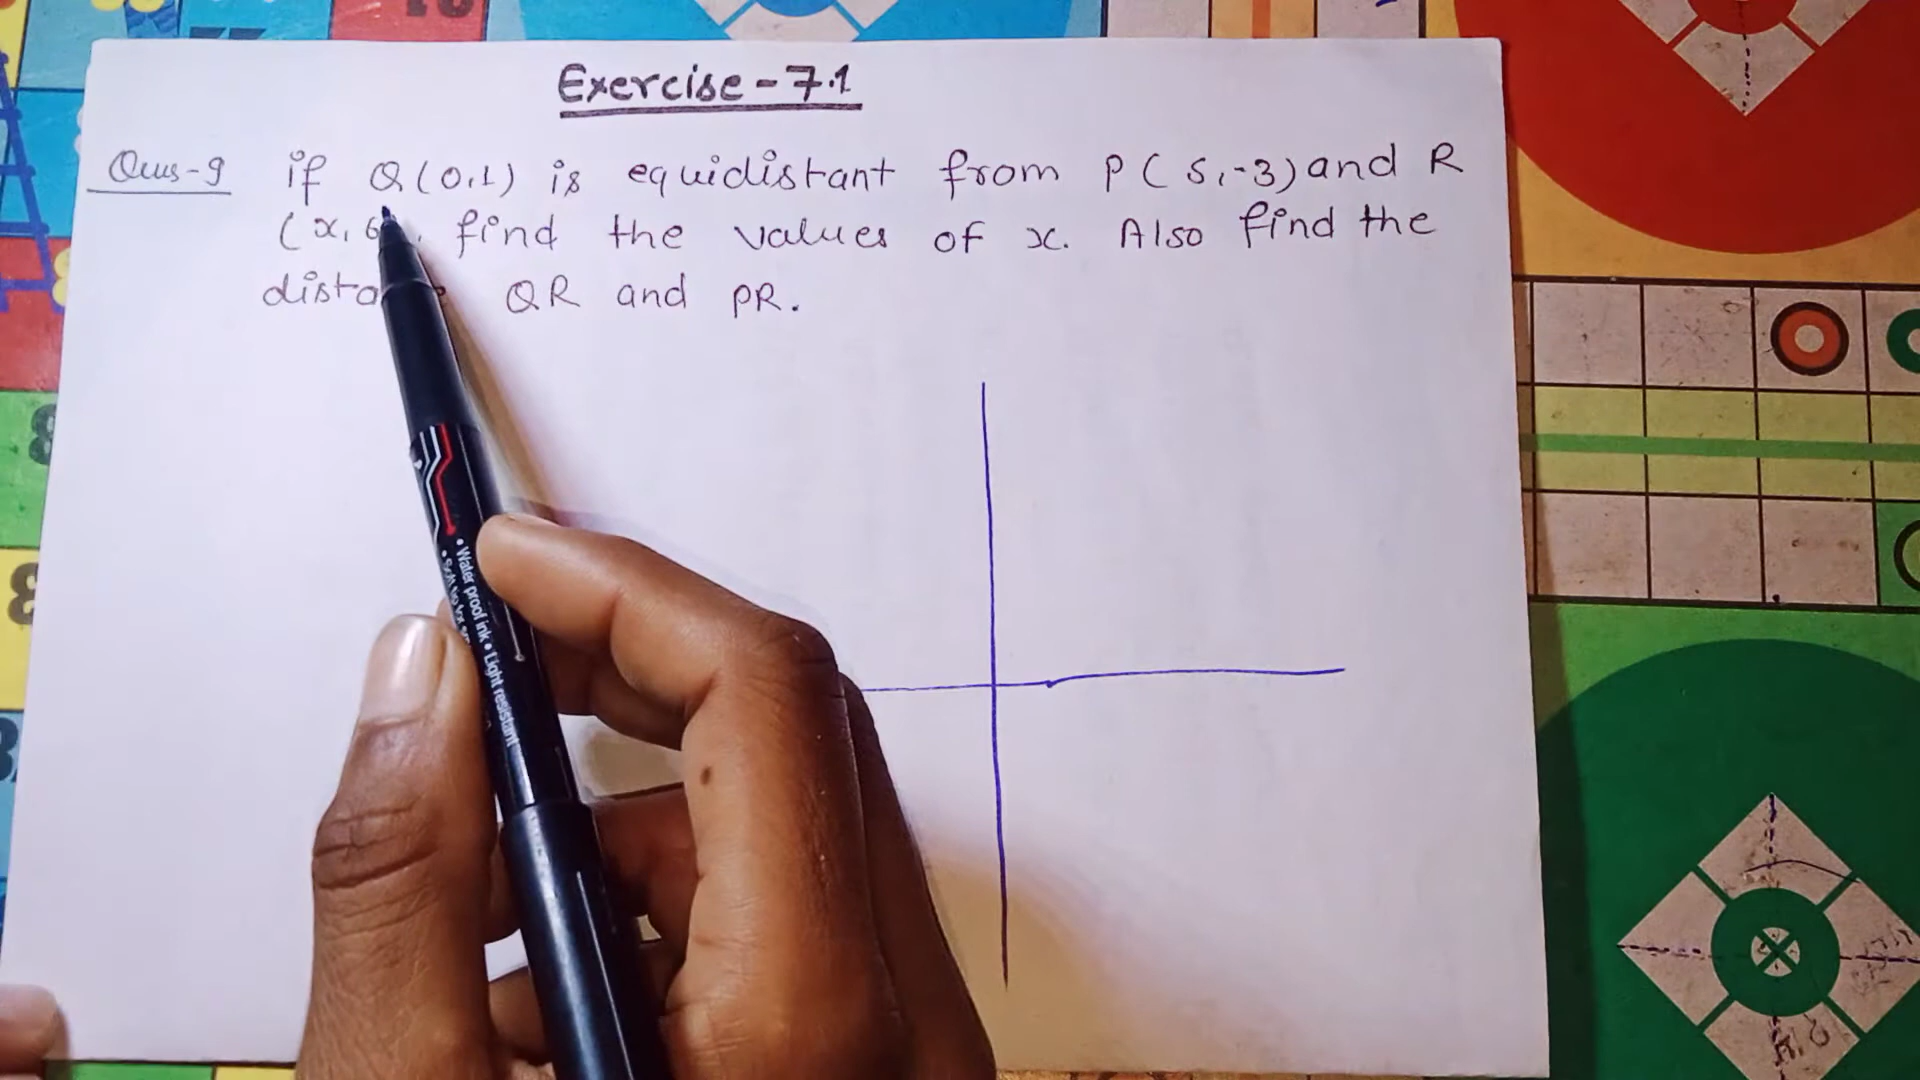 Exercise - 7.1
Qus-9 if Q(0,1) is equidistant from P(5,-3) and R
(x,6), find the values of x. Also find the
QR and PR.
• Water proof ink • Light resistant